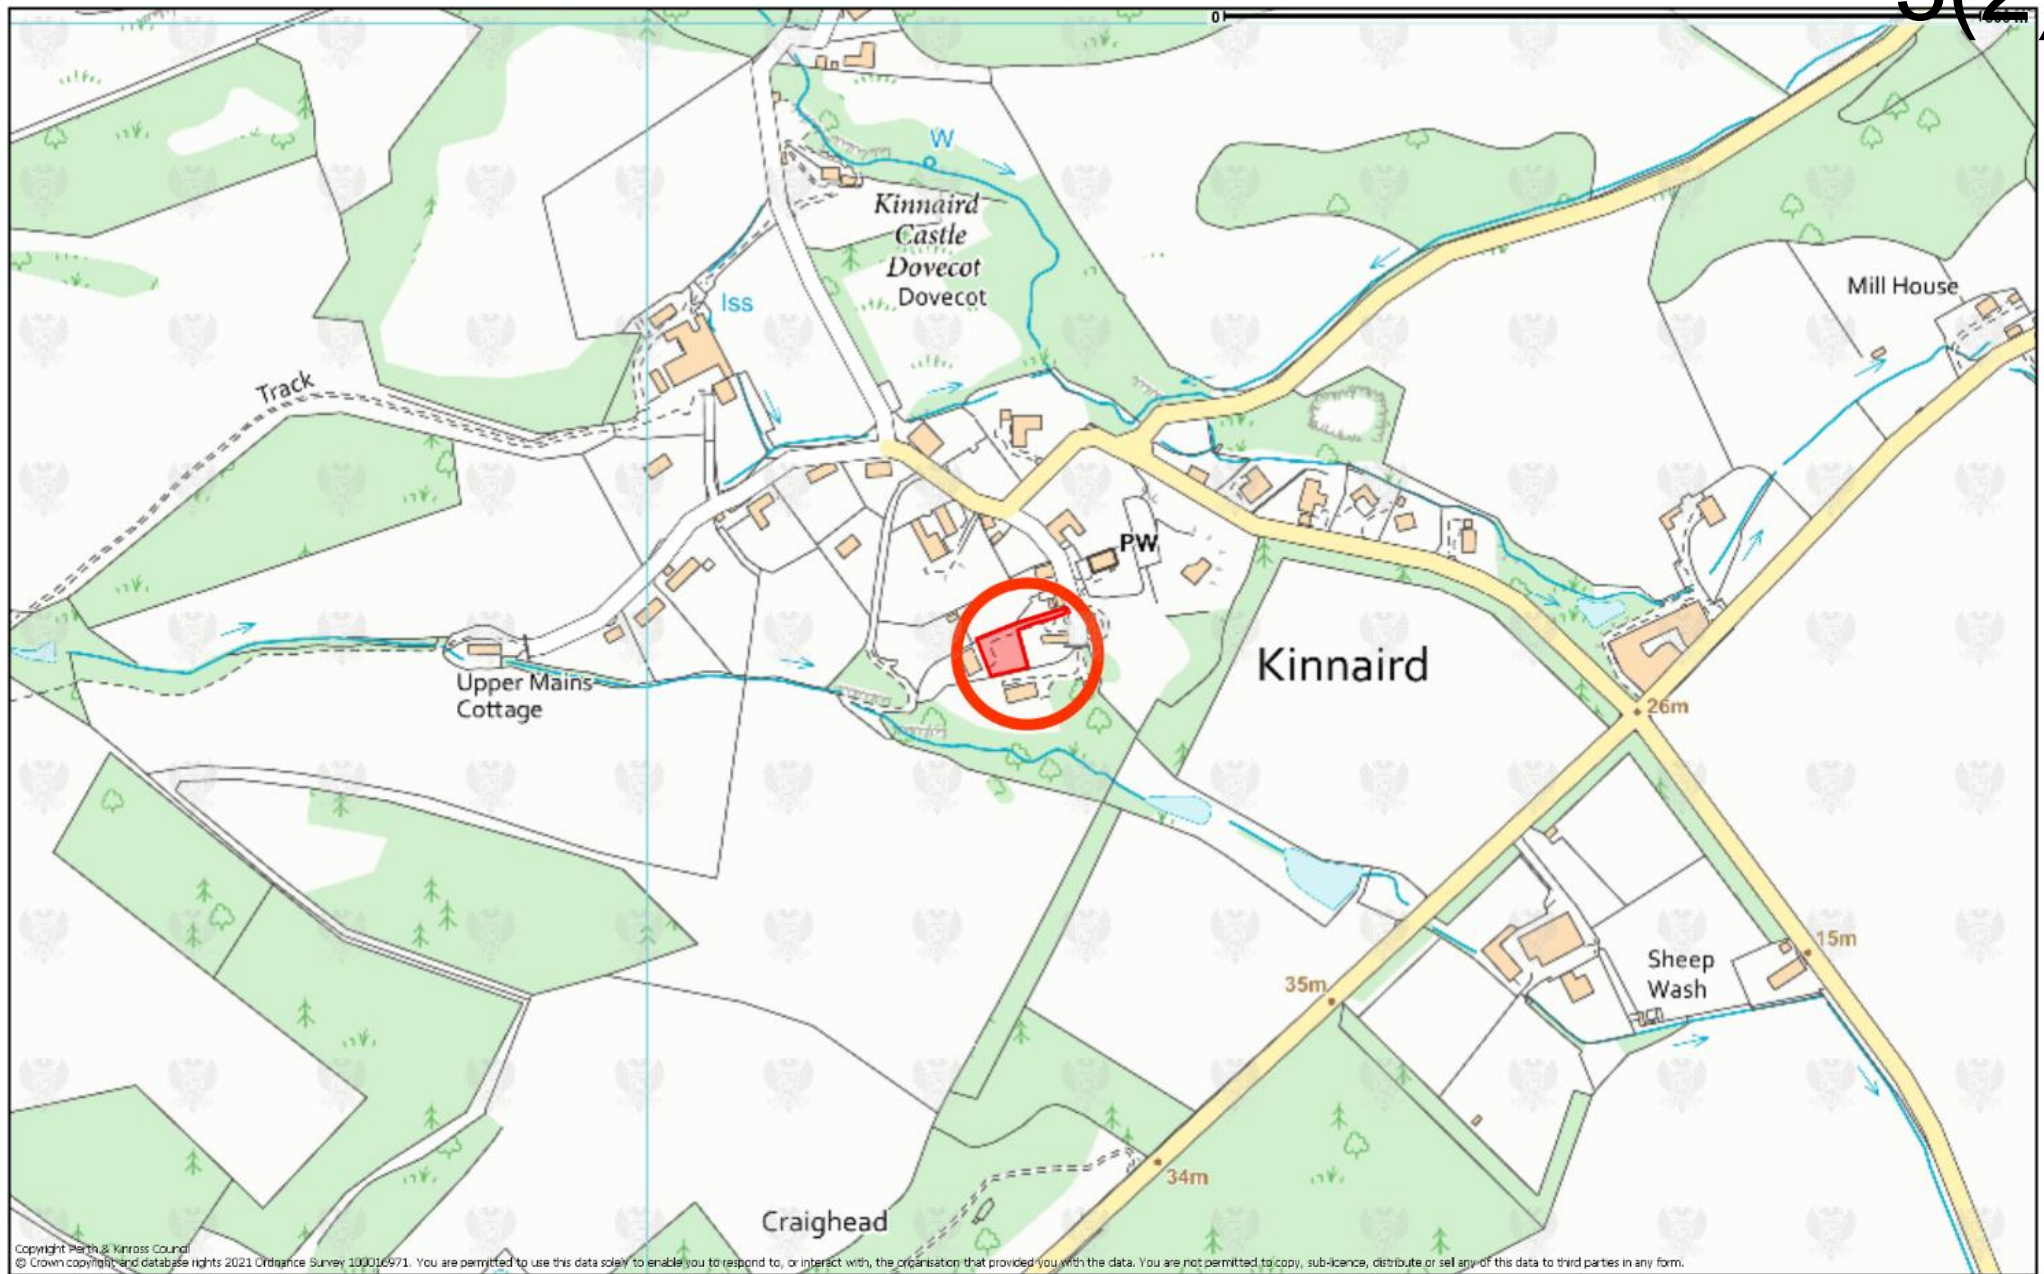 0
W
Kinnaird
Castle
Dovecot
Dovecot
Mill House
Iss
Track
PW
Kinnaird
Upper Mains
Cottage
26m
15m
Sheep
Wash
35m
34m
Craighead
Copyright Perth & Kinross Council
© Crown copyright and database rights 2021 Ordnance Survey 100016971. You are permitted to use this data solely to enable you to respond to, or interact with, the organisation that provided you with the data. You are not permitted to copy, sub-licence, distribute or sell any of this data to third parties in any form.